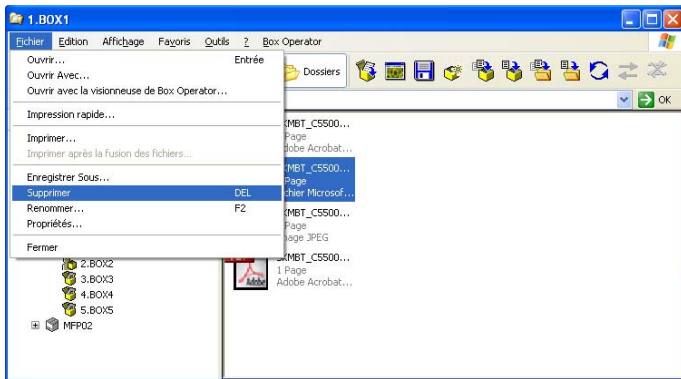 1.BOX1
Fichier Edition Affichage Favoris Outils ? Box Operator
Ouvrir... Entrée
Ouvrir Avec...
Ouvrir avec la visionneuse de Box Operator...
Impression rapide...
Imprimer...
Imprimer après la fusion des fichiers...
Enregistrer Sous...
Supprimer DEL
Renommer... F2
Propriétés...
Fermer
Dossiers
OK
KMBT_C5500...
Page
dobe Acrobat...
KMBT_C5500...
Page
chier Microsof...
KMBT_C5500...
Page
mage JPEG
KMBT_C5500...
1 Page
Adobe Acrobat...
Adobe
2.BOX2
3.BOX3
4.BOX4
5.BOX5
MFP02